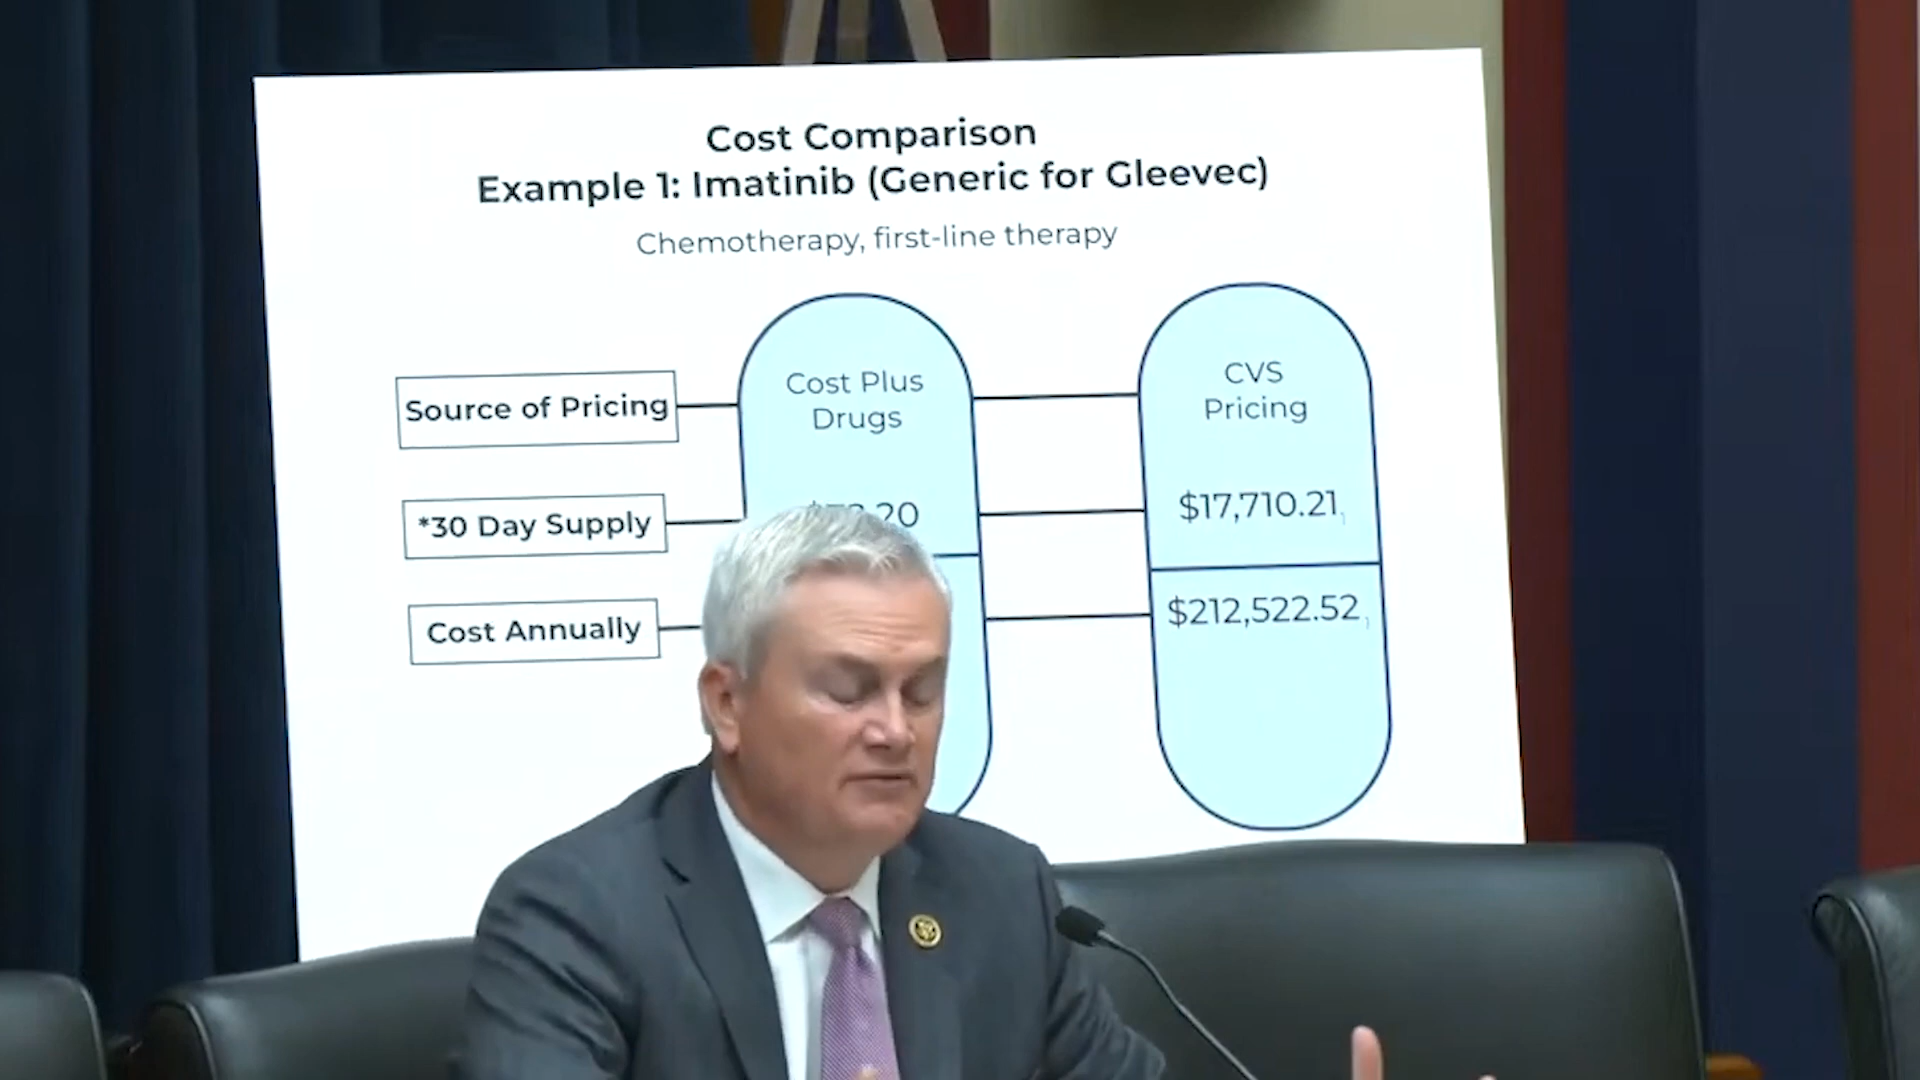 Cost Comparison
Example 1: Imatinib (Generic for Gleevec)
Chemotherapy, first-line therapy
Source of Pricing
Cost Plus
Drugs
CVS
Pricing
*30 Day Supply
$17,710.21
Cost Annually
$212,522.52